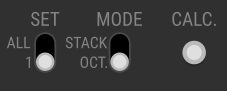 SET MODE CALC.
ALL STACK
1 OCT.